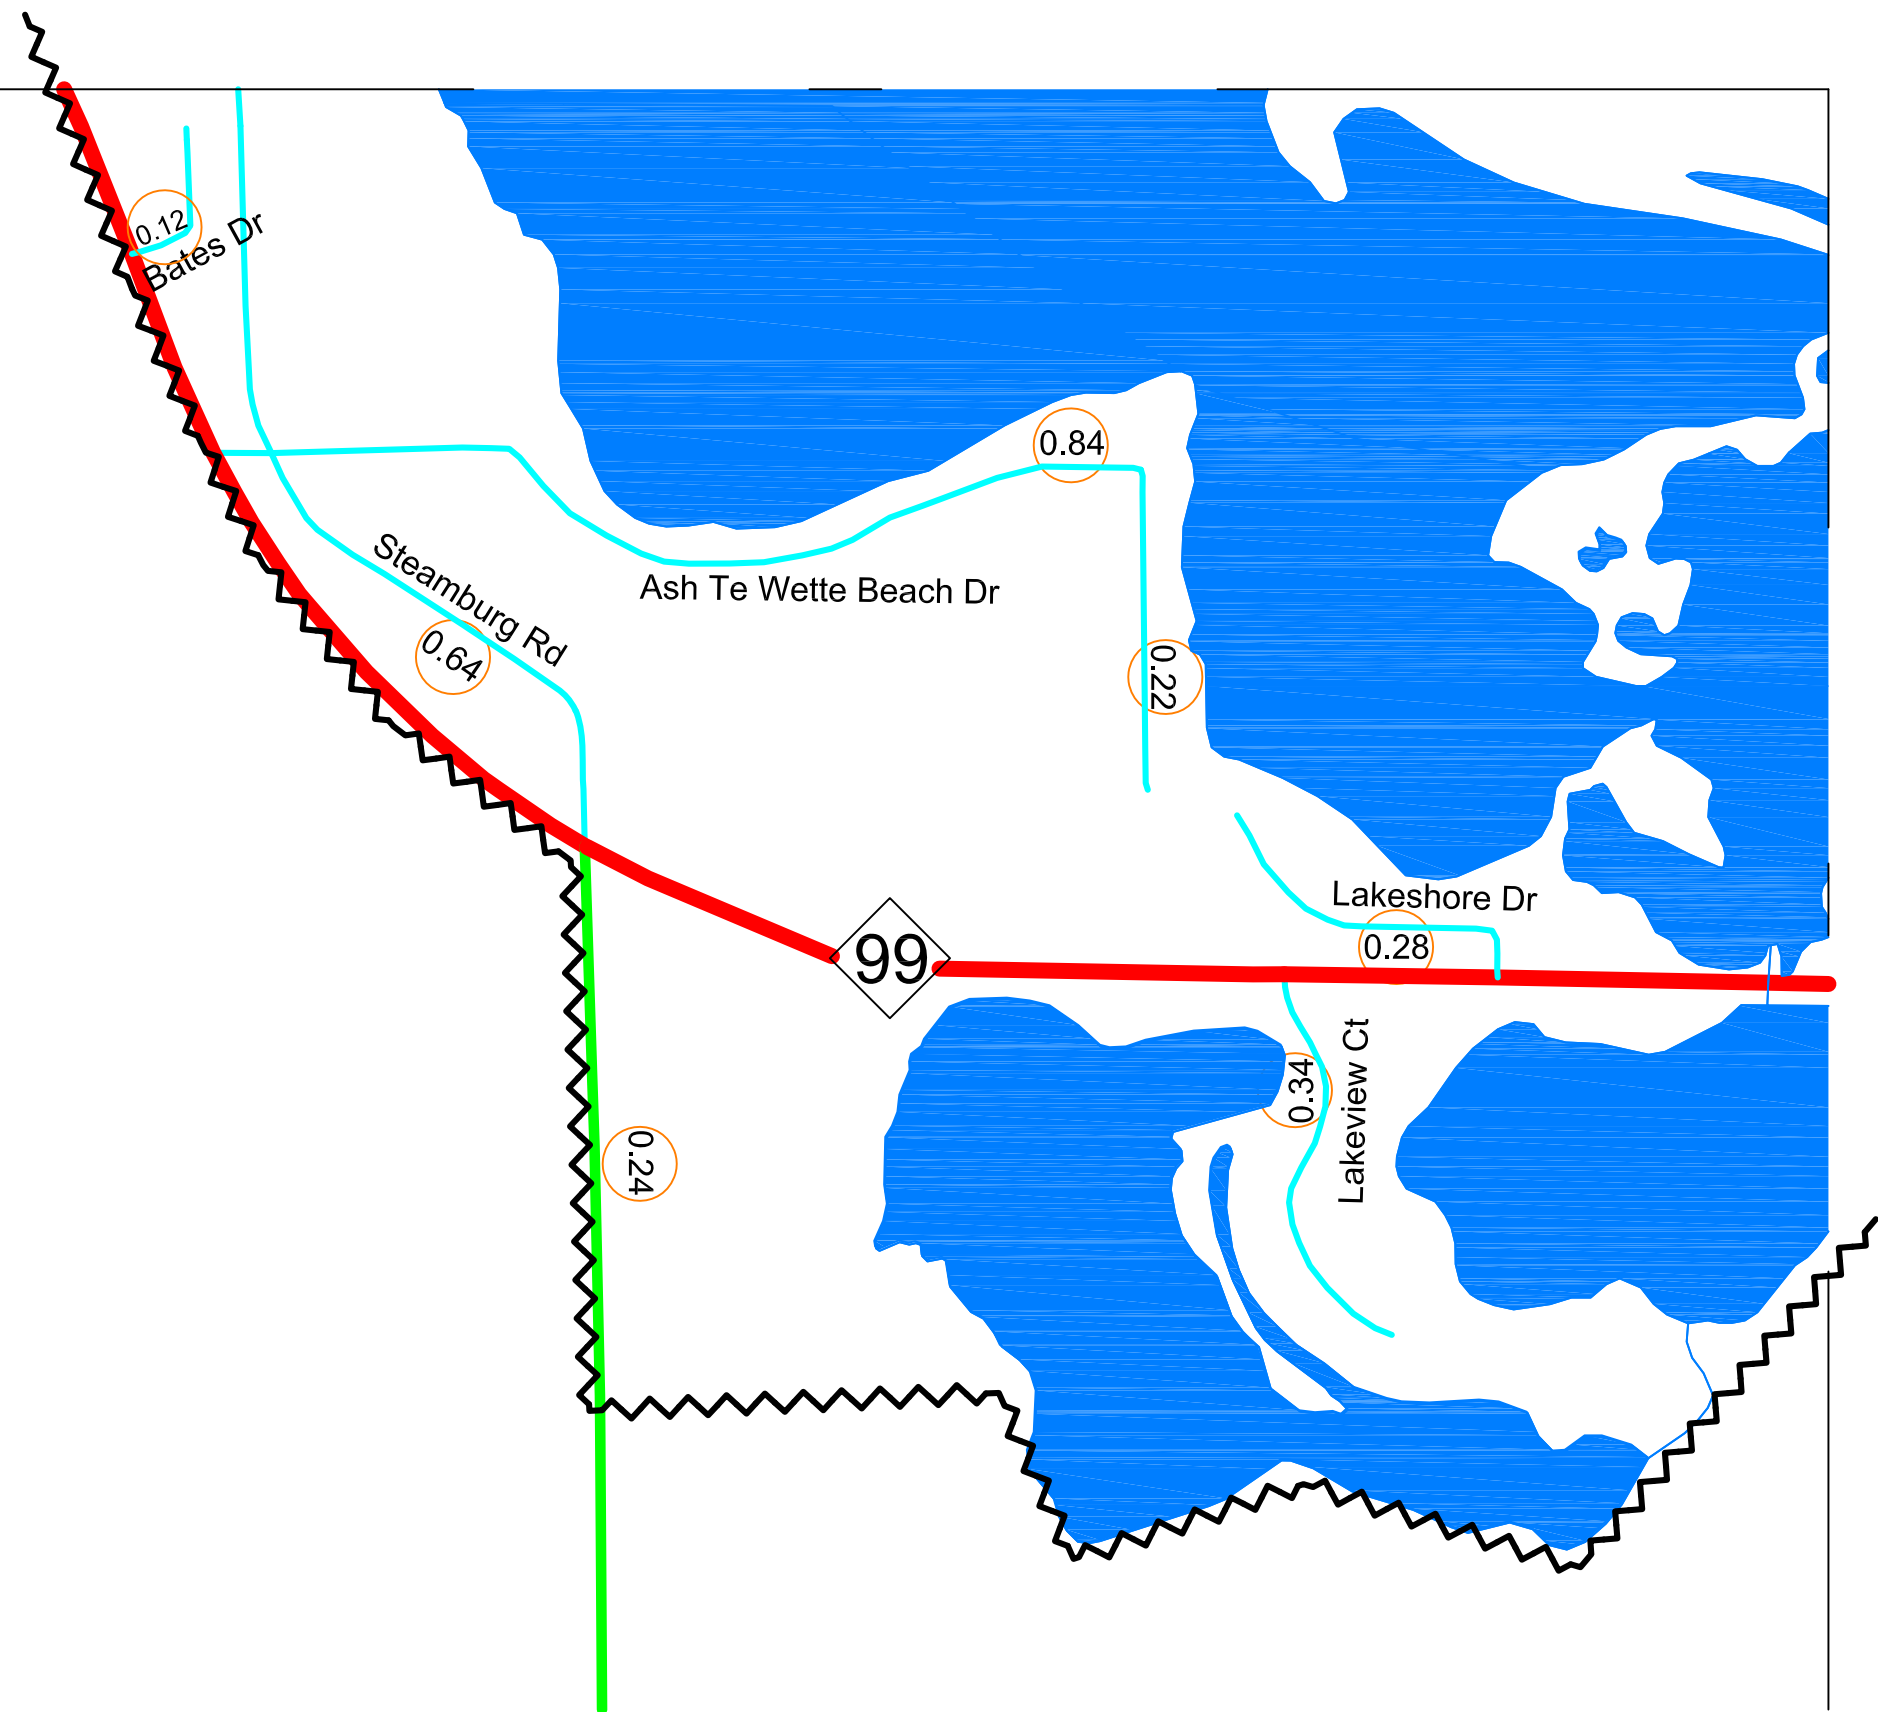 0.12
Bates Dr
0.84
Steamburg Rd
Ash Te Wette Beach Dr
0.64
0.22
Lakeshore Dr
0.28
99
0.34
Lakeview Ct
0.24